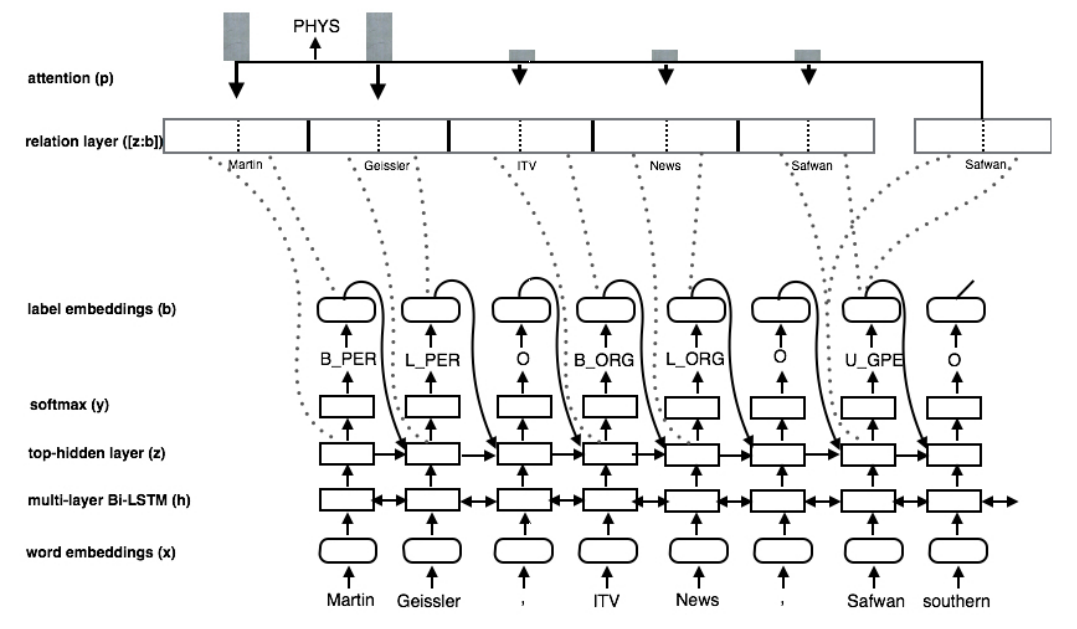 PHYS
attention (p)
relation layer ([z:b])
Martin Geissler ITV News Safwan Safwan
label embeddings (b)
B_PER L_PER O B_ORG L_ORG O U_GPE O
softmax (y)
top-hidden layer (z)
multi-layer Bi-LSTM (h)
word embeddings (x)
Martin Geissler , ITV News , Safwan southern